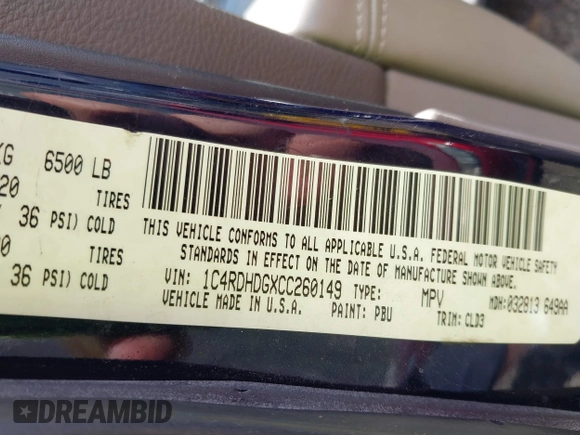 KG 6500 LB
20 TIRES
36 PSI) COLD
0 TIRES
36 PSI) COLD
THIS VEHICLE CONFORMS TO ALL APPLICABLE U.S.A. FEDERAL MOTOR VEHICLE SAFETY
STANDARDS IN EFFECT ON THE DATE OF MANUFACTURE SHOWN ABOVE.
VIN: 1C4RDHDGXCC260149 TYPE: MPV MDH:032813 649AA
VEHICLE MADE IN U.S.A. PAINT: PBU TRIM: CLD3
DREAMBID